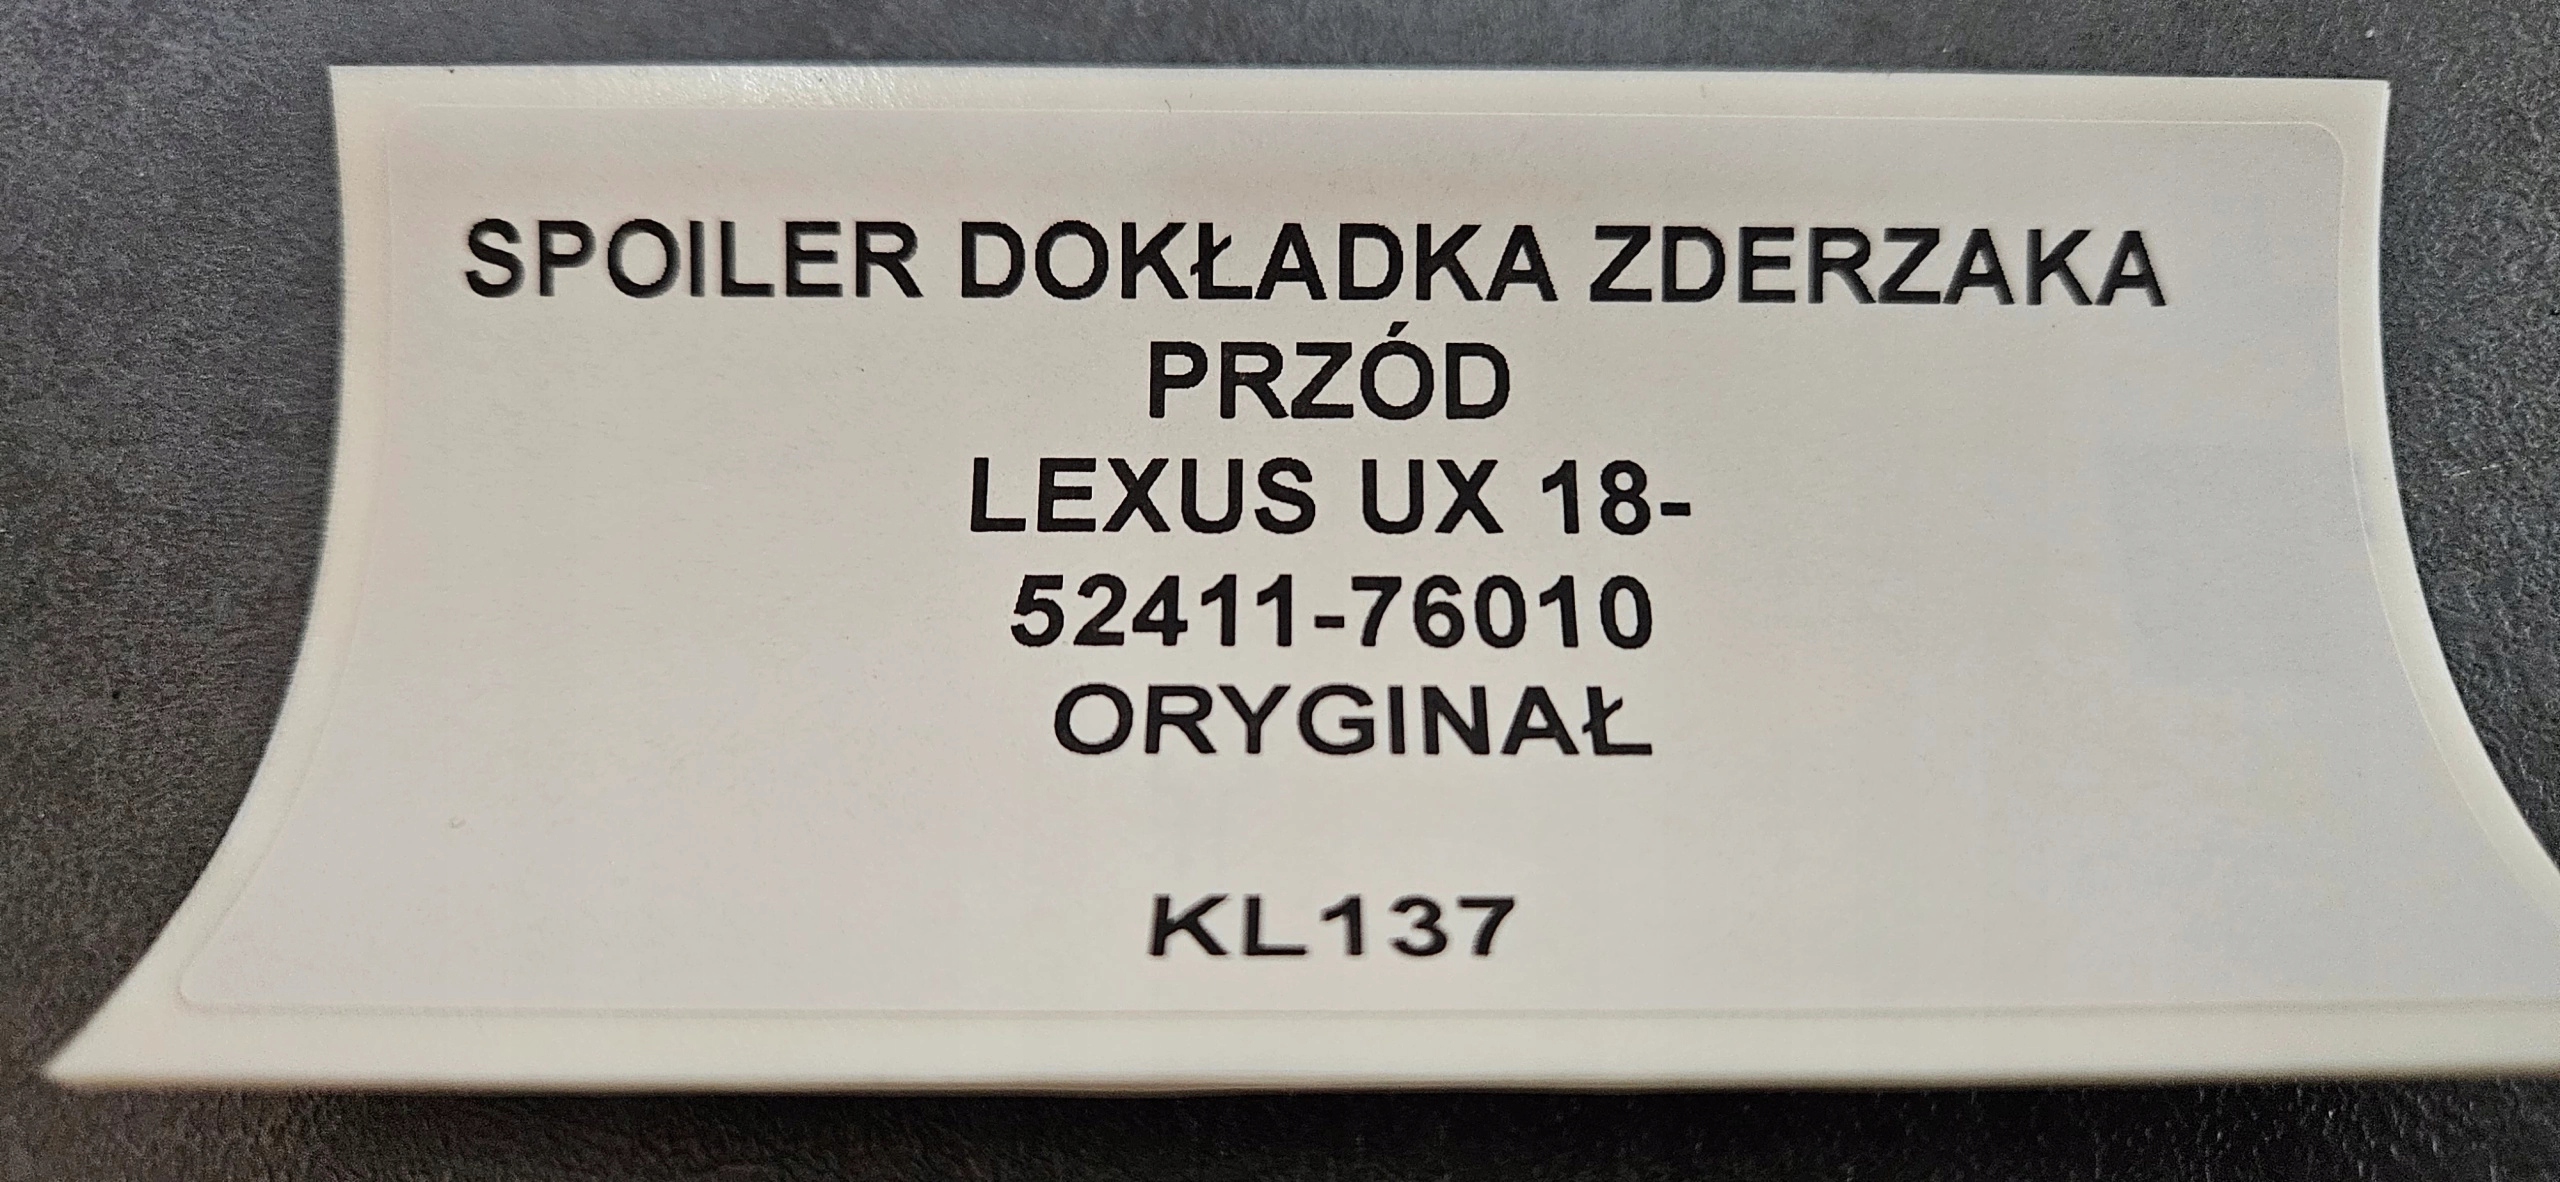 SPOILER DOKŁADKA ZDERZAKA
PRZÓD
LEXUS UX 18-
52411-76010
ORYGINAŁ
KL137